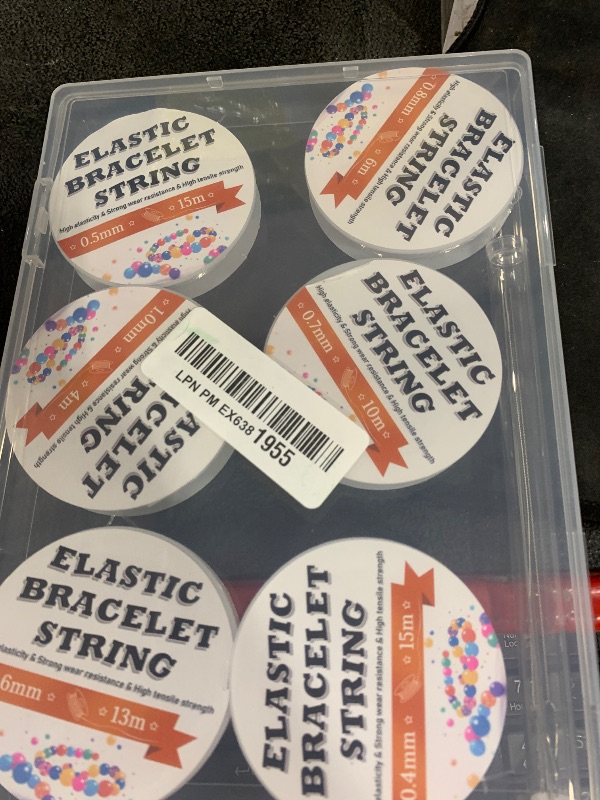 ELASTIC
BRACELET
STRING
High elasticity & Strong wear resistance & High tensile strength
0.5mm 15m
ELASTIC
BRACELET
STRING
High elasticity & Strong wear resistance & High tensile strength
6m 0.8mm
ELASTIC
BRACELET
STRING
High elasticity & Strong wear resistance & High tensile strength
4m 1.0mm
ELASTIC
BRACELET
STRING
High elasticity & Strong wear resistance & High tensile strength
0.7mm 10m
LPN PM EX638 1955
ELASTIC
BRACELET
STRING
elasticity & Strong wear resistance & High tensile strength
6mm 13m
ELASTIC
BRACELET
STRING
elasticity & Strong wear resistance & High tensile strength
0.4mm 15m